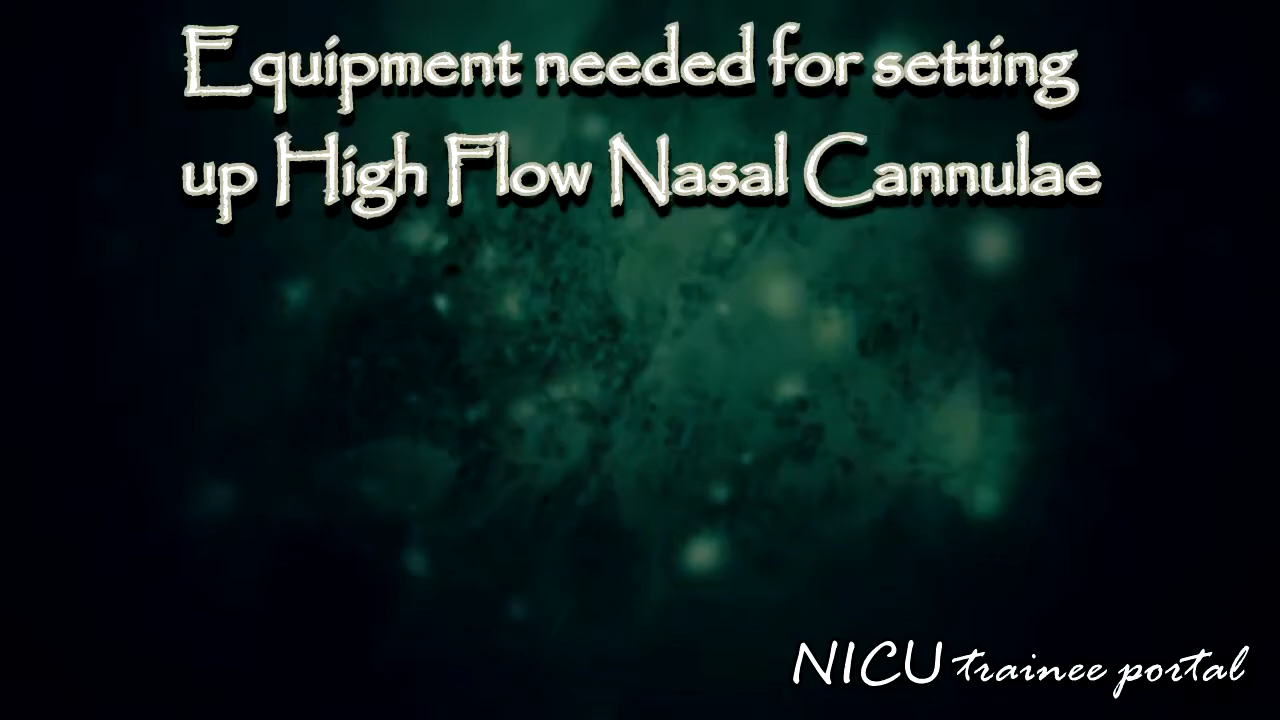 Equipment needed for setting
up High Flow Nasal Cannulae
NICU trainee portal